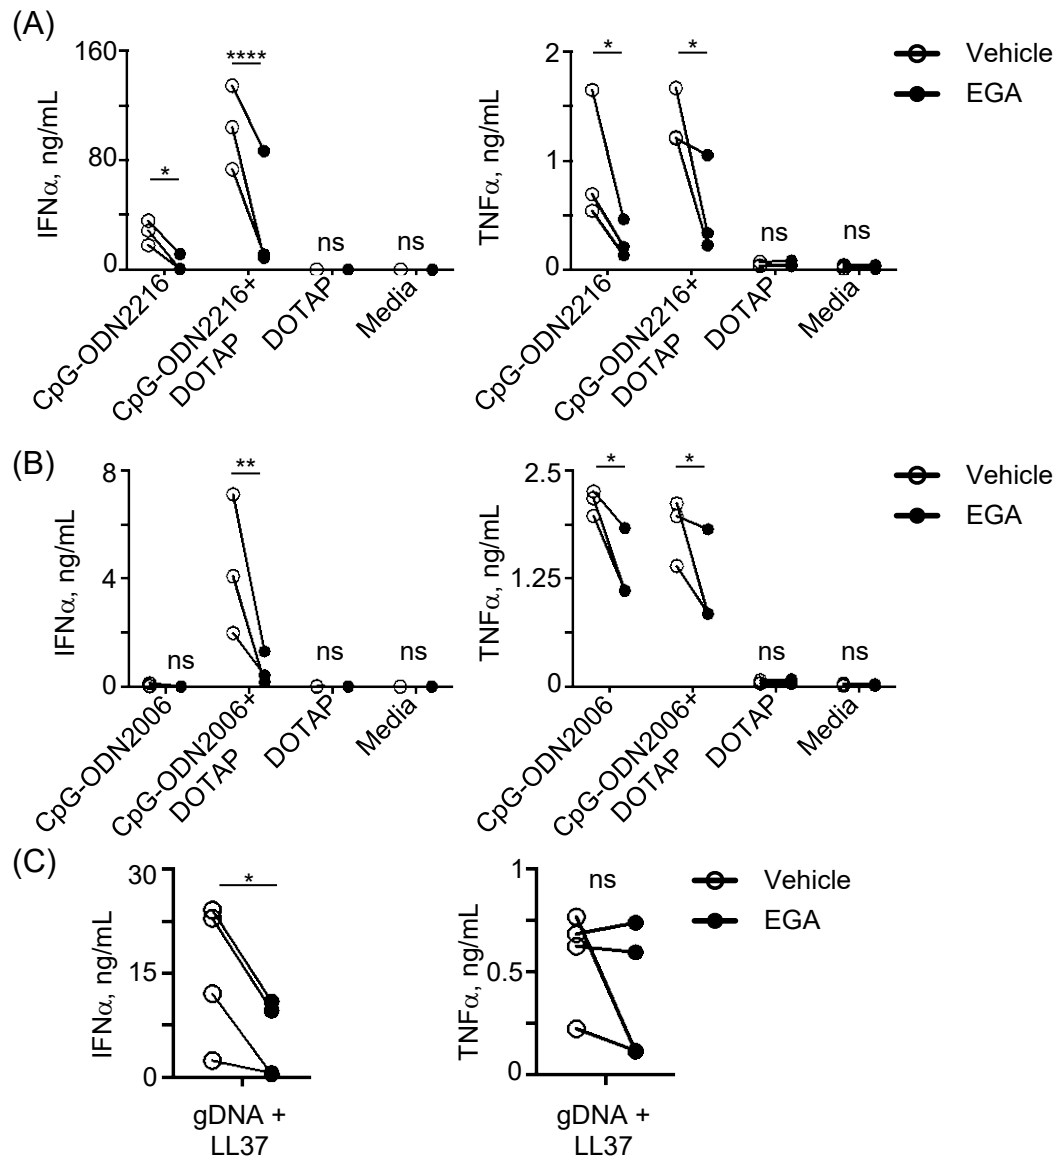 (A)
IFNα, ng/mL
160
80
0
*
****
ns
ns
CpG-ODN2216
CpG-ODN2216+
DOTAP
DOTAP
Media
TNFα, ng/mL
2
1
0
*
*
ns
ns
CpG-ODN2216
CpG-ODN2216+
DOTAP
DOTAP
Media
Vehicle
EGA
(B)
IFNα, ng/mL
8
4
0
ns
**
ns
ns
CpG-ODN2006
CpG-ODN2006+
DOTAP
DOTAP
Media
TNFα, ng/mL
2.5
1.25
0
*
*
ns
ns
CpG-ODN2006
CpG-ODN2006+
DOTAP
DOTAP
Media
Vehicle
EGA
(C)
IFNα, ng/mL
30
15
0
*
gDNA +
LL37
TNFα, ng/mL
1
0.5
0
ns
gDNA +
LL37
Vehicle
EGA